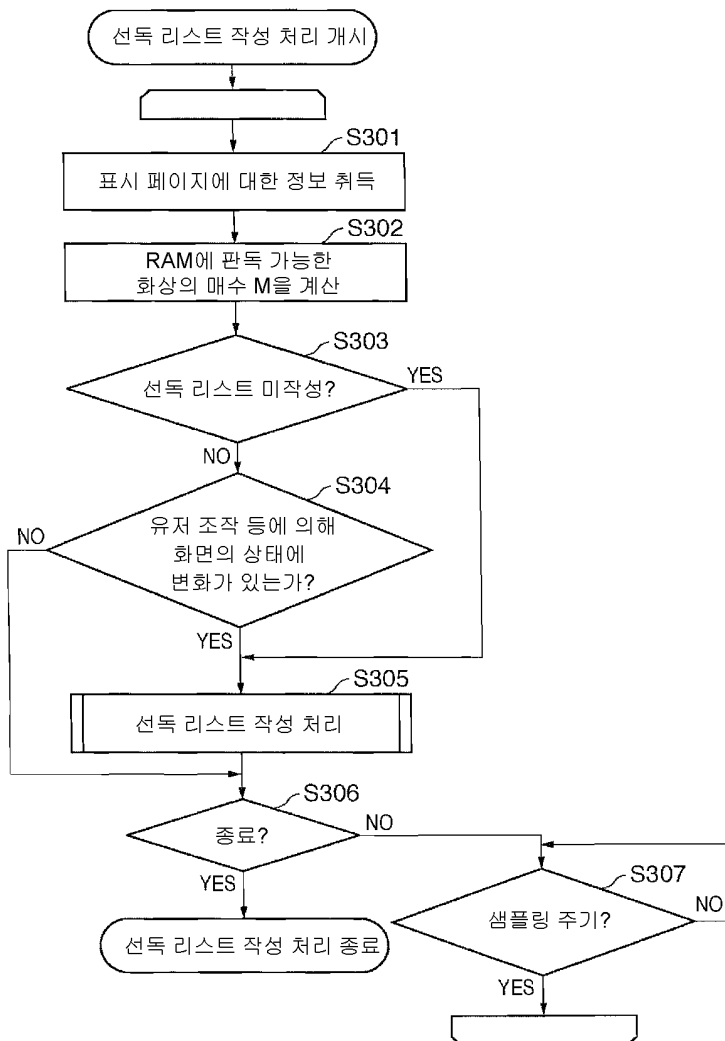 선독 리스트 작성 처리 개시
S301
표시 페이지에 대한 정보 취득
S302
RAM에 판독 가능한
화상의 매수 M을 계산
S303
선독 리스트 미작성?
YES
NO
S304
유저 조작 등에 의해
화면의 상태에
변화가 있는가?
NO
YES
S305
선독 리스트 작성 처리
S306
종료?
NO
YES
S307
샘플링 주기?
NO
선독 리스트 작성 처리 종료
YES